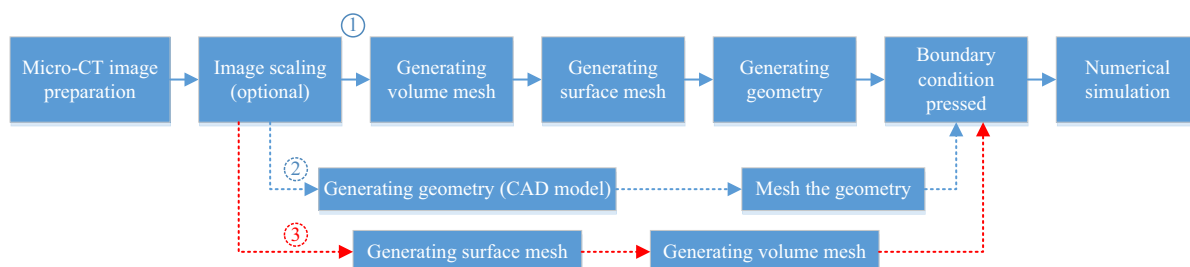 ①
Micro-CT image
preparation
Image scaling
(optional)
Generating
volume mesh
Generating
surface mesh
Generating
geometry
Boundary
condition
pressed
Numerical
simulation
②
Generating geometry (CAD model)
Mesh the geometry
③
Generating surface mesh
Generating volume mesh